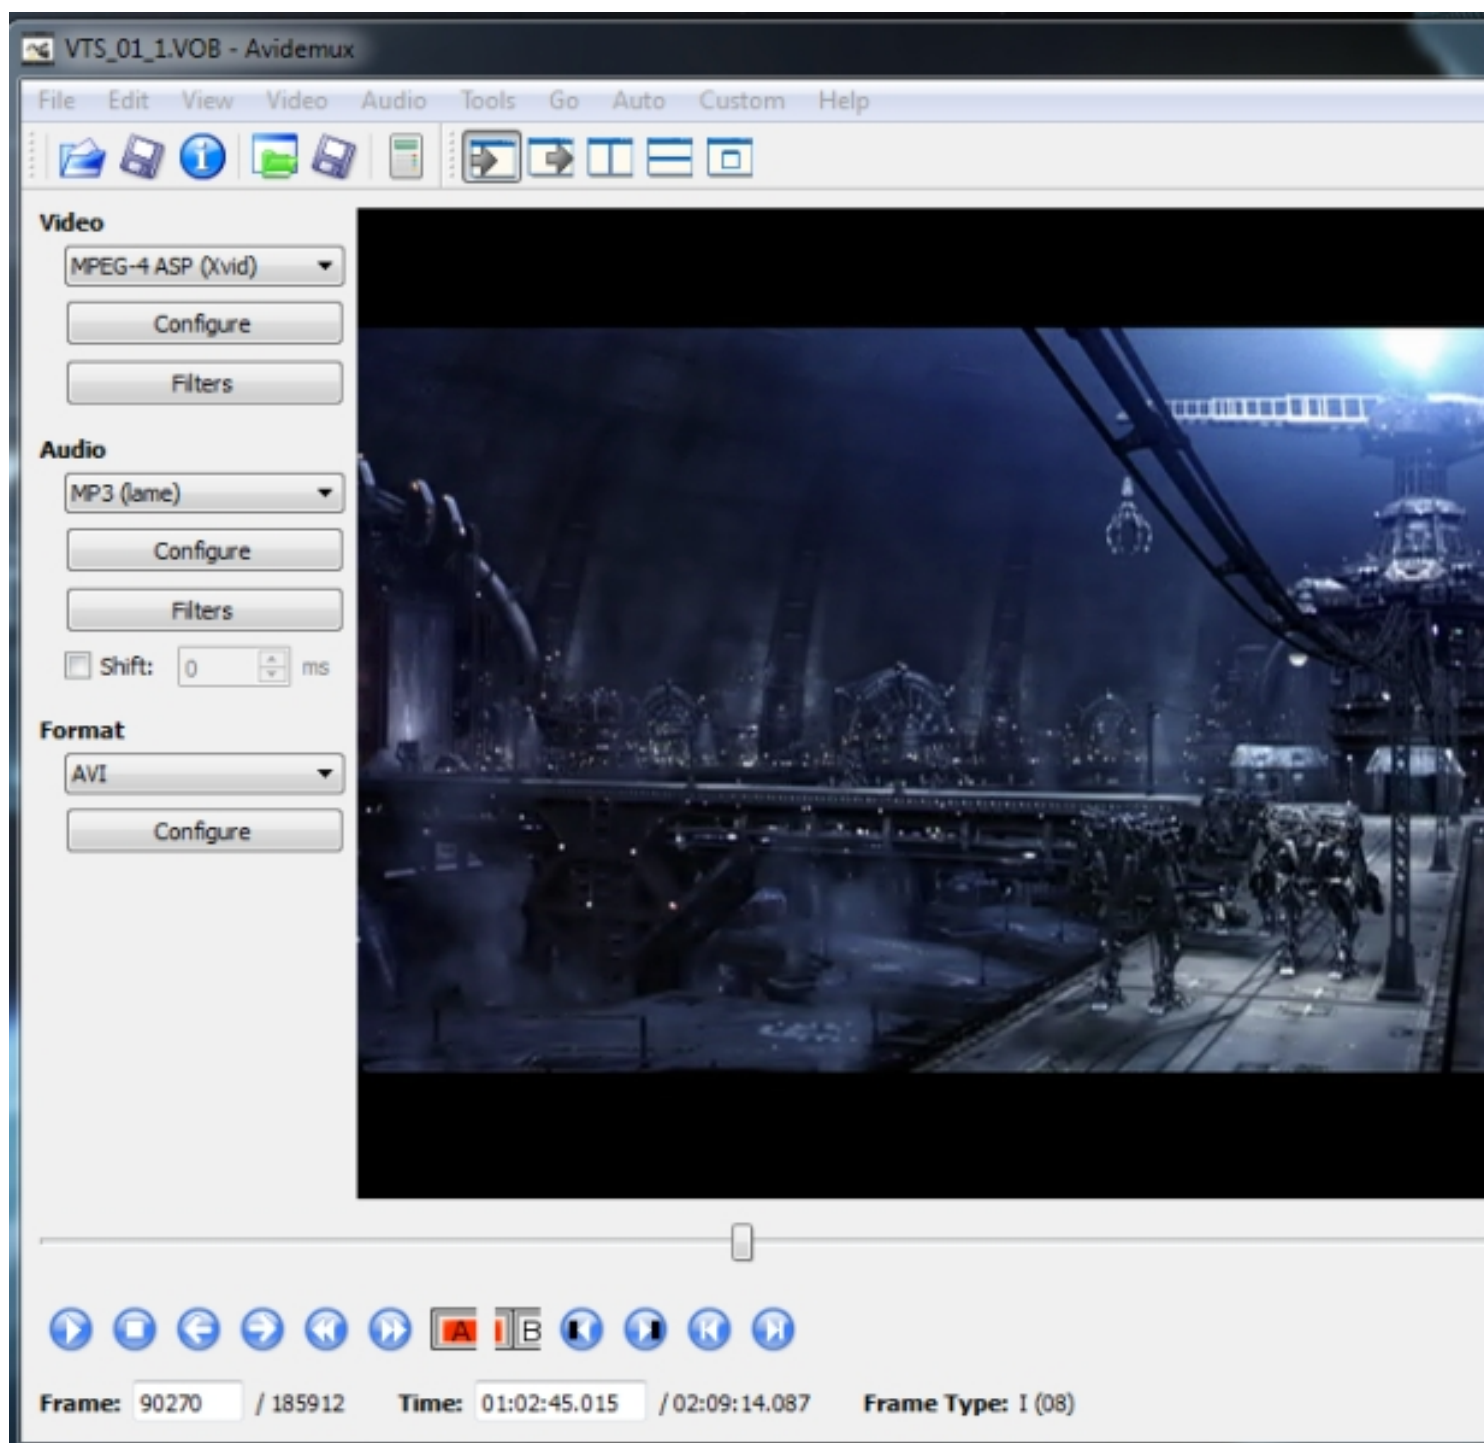 VTS_01_1.VOB - Avidemux
File Edit View Video Audio Tools Go Auto Custom Help
Video
MPEG-4 ASP (Xvid)
Configure
Filters
Audio
MP3 (lame)
Configure
Filters
Shift: 0 ms
Format
AVI
Configure
A B
Frame: 90270 / 185912 Time: 01:02:45.015 / 02:09:14.087 Frame Type: I (08)